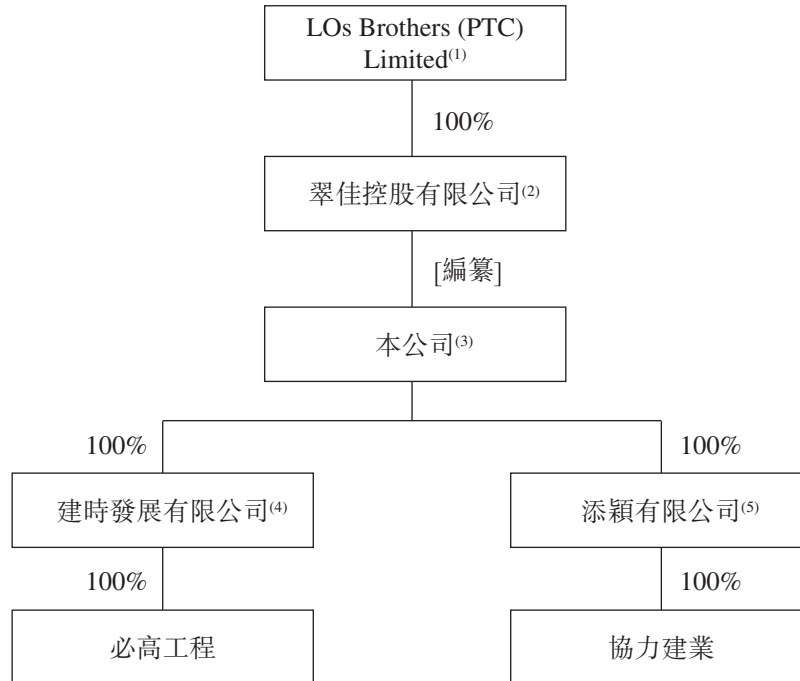 LOs Brothers (PTC)
Limited(1)
100%
翠佳控股有限公司(2)
[編纂]
本公司(3)
100%
100%
建時發展有限公司(4)
添穎有限公司(5)
100%
100%
必高工程
協力建業